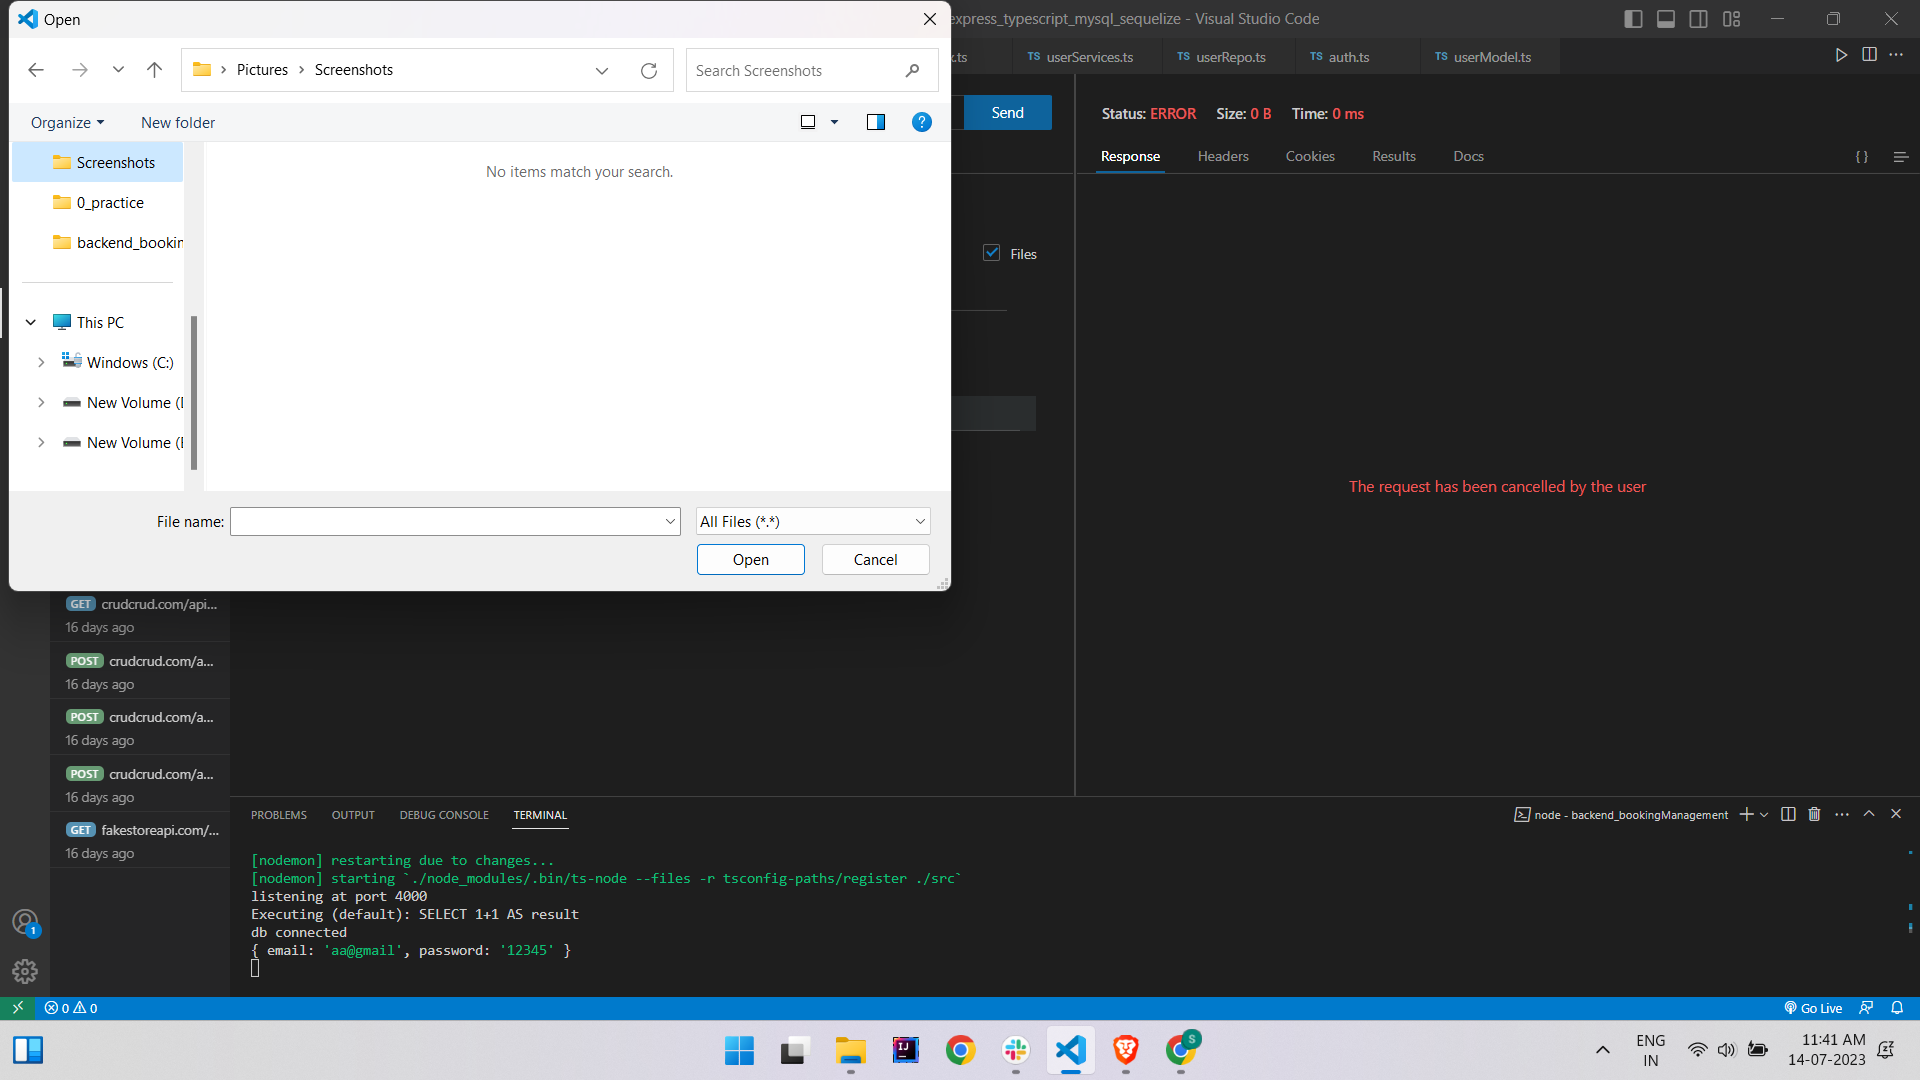 Open
express_typescript_mysql_sequelize - Visual Studio Code
Pictures
Screenshots
Search Screenshots
TS userServices.ts
TS userRepo.ts
TS auth.ts
TS userModel.ts
Organize
New folder
?
Send
Status: ERROR Size: 0 B Time: 0 ms
Response
Headers
Cookies
Results
Docs
{ }
Screenshots
0_practice
backend_bookin
No items match your search.
Files
This PC
Windows (C:)
New Volume (
New Volume (
The request has been cancelled by the user
File name:
All Files (*.*)
Open
Cancel
GET crudcrud.com/api...
16 days ago
POST crudcrud.com/a...
16 days ago
POST crudcrud.com/a...
16 days ago
POST crudcrud.com/a...
16 days ago
GET fakestoreapi.com/...
16 days ago
PROBLEMS
OUTPUT
DEBUG CONSOLE
TERMINAL
node - backend_bookingManagement
[nodemon] restarting due to changes...
[nodemon] starting `./node_modules/.bin/ts-node --files -r tsconfig-paths/register ./src`
listening at port 4000
Executing (default): SELECT 1+1 AS result
db connected
{ email: 'aa@gmail', password: '12345' }
1
0 0
Go Live
IJ
S
ENG
IN
11:41 AM
14-07-2023